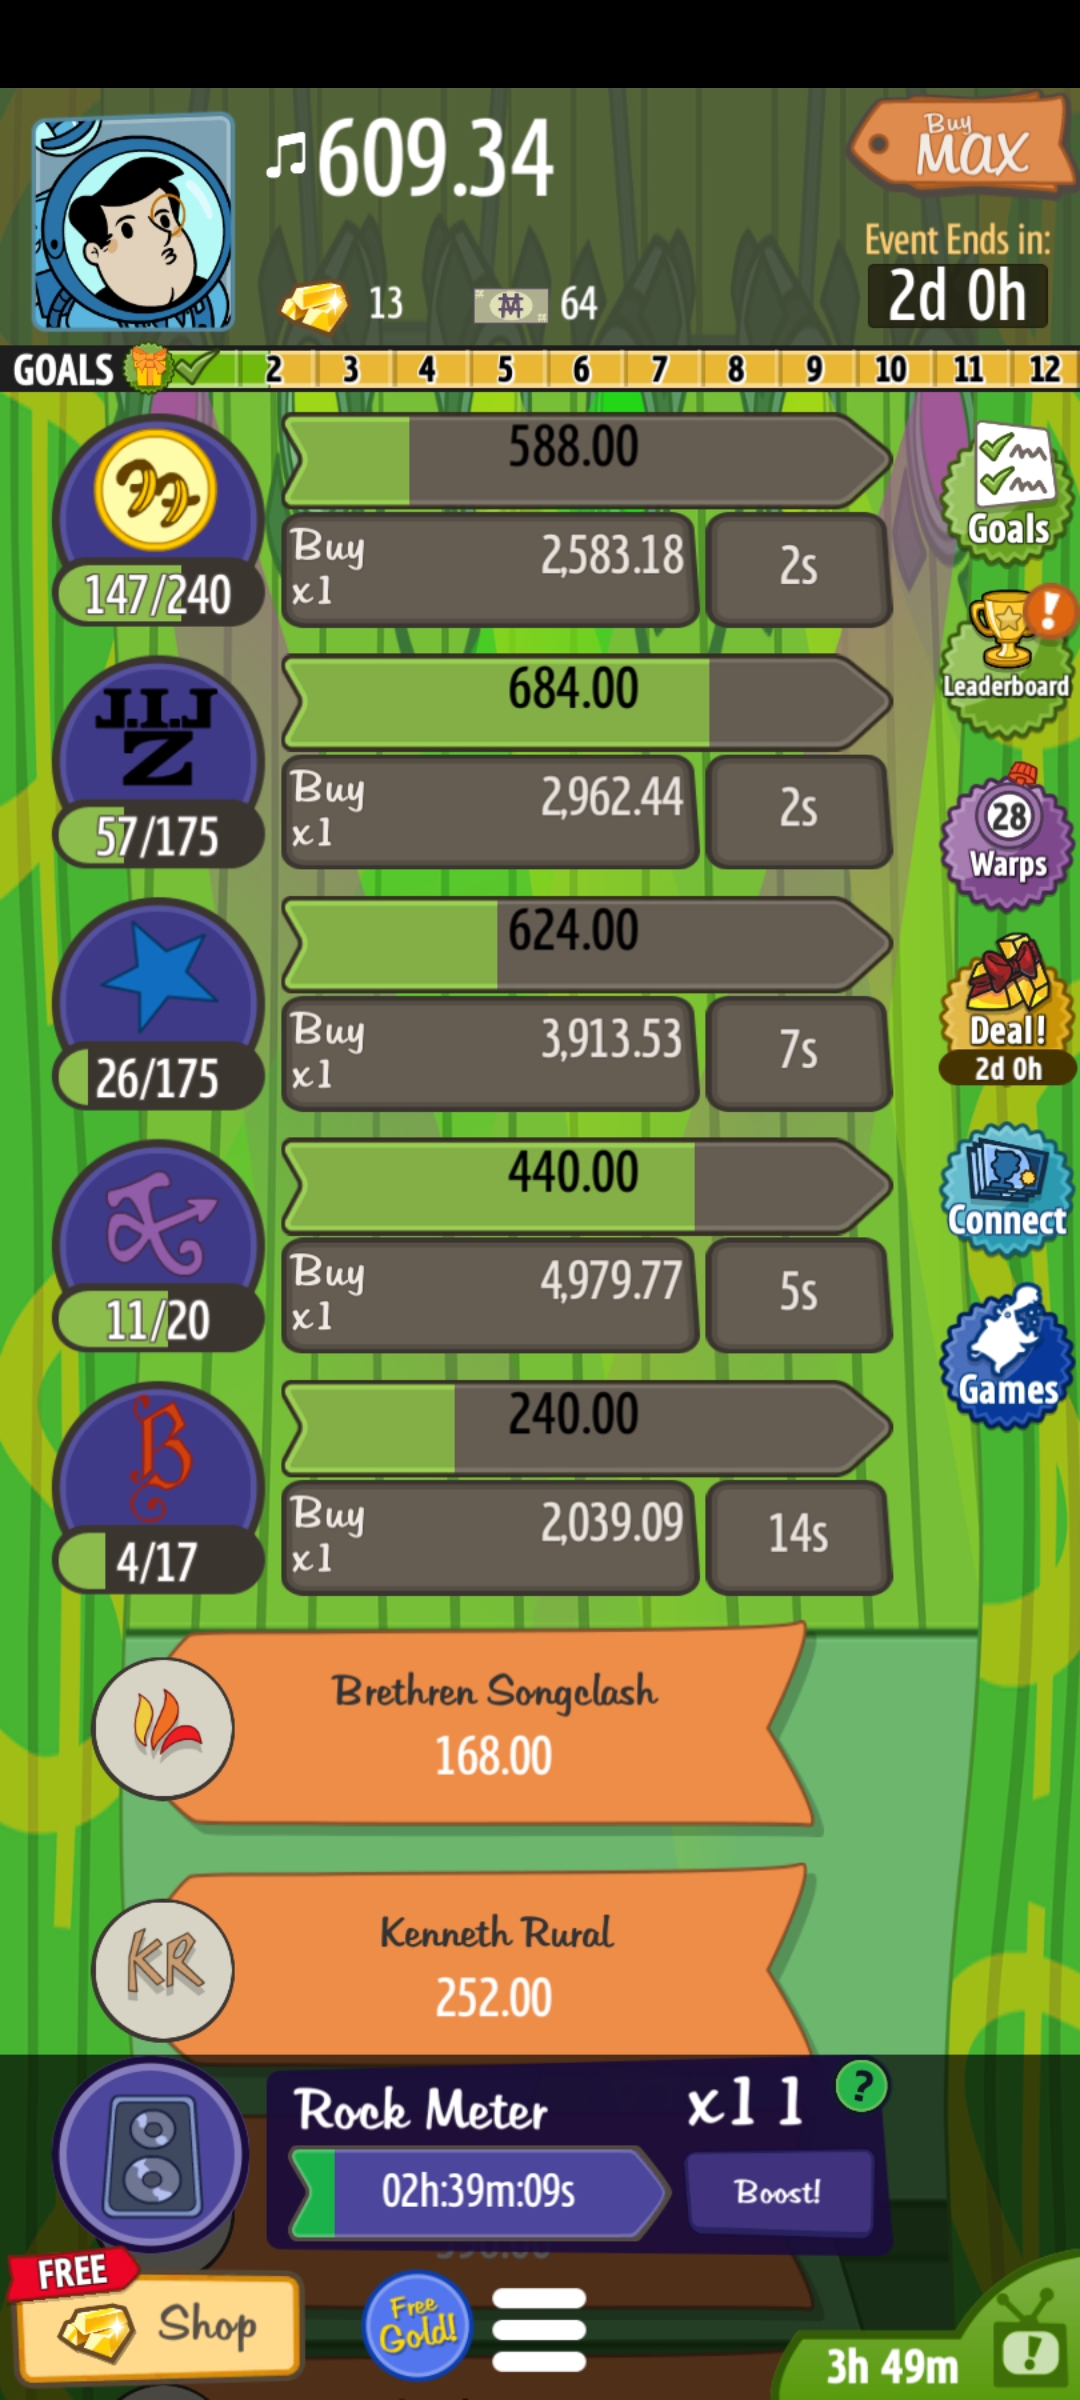 609.34
Buy
MAX
Event Ends in:
2d 0h
13
64
GOALS 2 3 4 5 6 7 8 9 10 11 12
588.00
Buy
x1
2,583.18
2s
147/240
Goals
J.I.J
Z
684.00
Buy
x1
2,962.44
2s
57/175
Leaderboard
28
Warps
624.00
Buy
x1
3,913.53
7s
26/175
Deal!
2d 0h
440.00
Buy
x1
4,979.77
5s
11/20
Connect
B
240.00
Buy
x1
2,039.09
14s
4/17
Games
Brethren Songclash
168.00
KR
Kenneth Rural
252.00
Rock Meter
x11
?
02h:39m:09s
Boost!
FREE
Shop
Free
Gold!
3h 49m